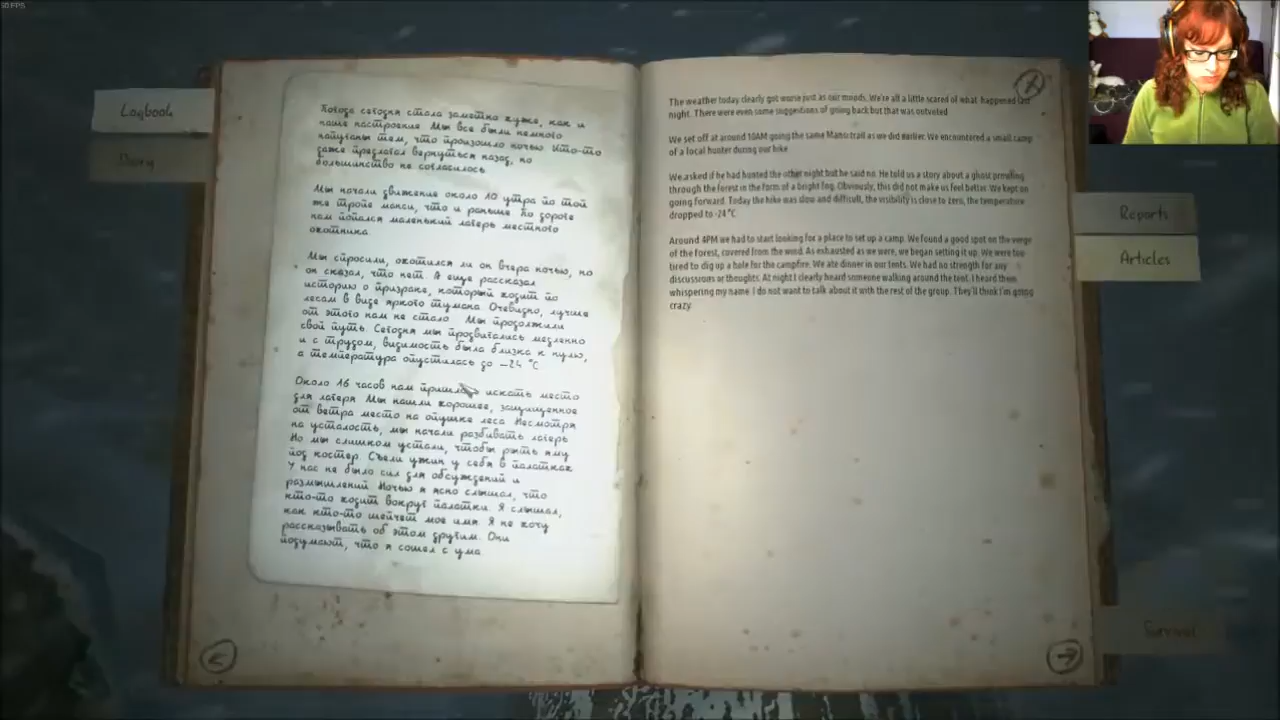 50 FPS
Logbook
Diary
Погода сегодня стала заметно хуже, как и
наше настроение. Мы все были немного
напуганы тем, что произошло ночью. Кто-то
даже предлагал вернуться назад, но
большинство не согласилось.
Мы начали движение около 10 утра по той
же тропе манси, что и раньше. По дороге
нам попался маленький лагерь местного
охотника.
Мы спросили, охотился ли он вчера ночью, но
он сказал, что нет. А еще рассказал
историю о призраке, который ходит по
лесам в виде яркого тумана. Очевидно, лучше
от этого нам не стало. Мы продолжили
свой путь. Сегодня мы продвигались медленно
и с трудом, видимость была близка к нулю,
а температура опустилась до -24 °C
Около 16 часов нам пришлось искать место
для лагеря. Мы нашли хорошее, защищенное
от ветра место на опушке леса. Несмотря
на усталость, мы начали разбивать лагерь.
Но мы слишком устали, чтобы рыть яму
под костер. Съели ужин у себя в палатках.
У нас не было сил для обсуждений и
размышлений. Ночью я ясно слышал, что
кто-то ходит вокруг палатки. Я слышал,
как кто-то шепчет мое имя. Я не хочу
рассказывать об этом другим. Они
подумают, что я сошел с ума.
The weather today clearly got worse just as our moods. We're all a little scared of what happened last
night. There were even some suggestions of going back but that was outvoted.
We set off at around 10AM going the same Mansi trail as we did earlier. We encountered a small camp
of a local hunter during our hike.
We asked if he had hunted the other night but he said no. He told us a story about a ghost prowling
through the forest in the form of a bright fog. Obviously, this did not make us feel better. We kept on
going forward. Today the hike was slow and difficult, the visibility is close to zero, the temperature
dropped to -24 °C
Around 4PM we had to start looking for a place to set up a camp. We found a good spot on the verge
of the forest, covered from the wind. As exhausted as we were, we began setting it up. We were too
tired to dig up a hole for the campfire. We ate dinner in our tents. We had no strength for any
discussions or thoughts. At night I clearly heard someone walking around the tent. I heard them
whispering my name. I do not want to talk about it with the rest of the group. They'll think I'm going
crazy.
Reports
Articles
Survival